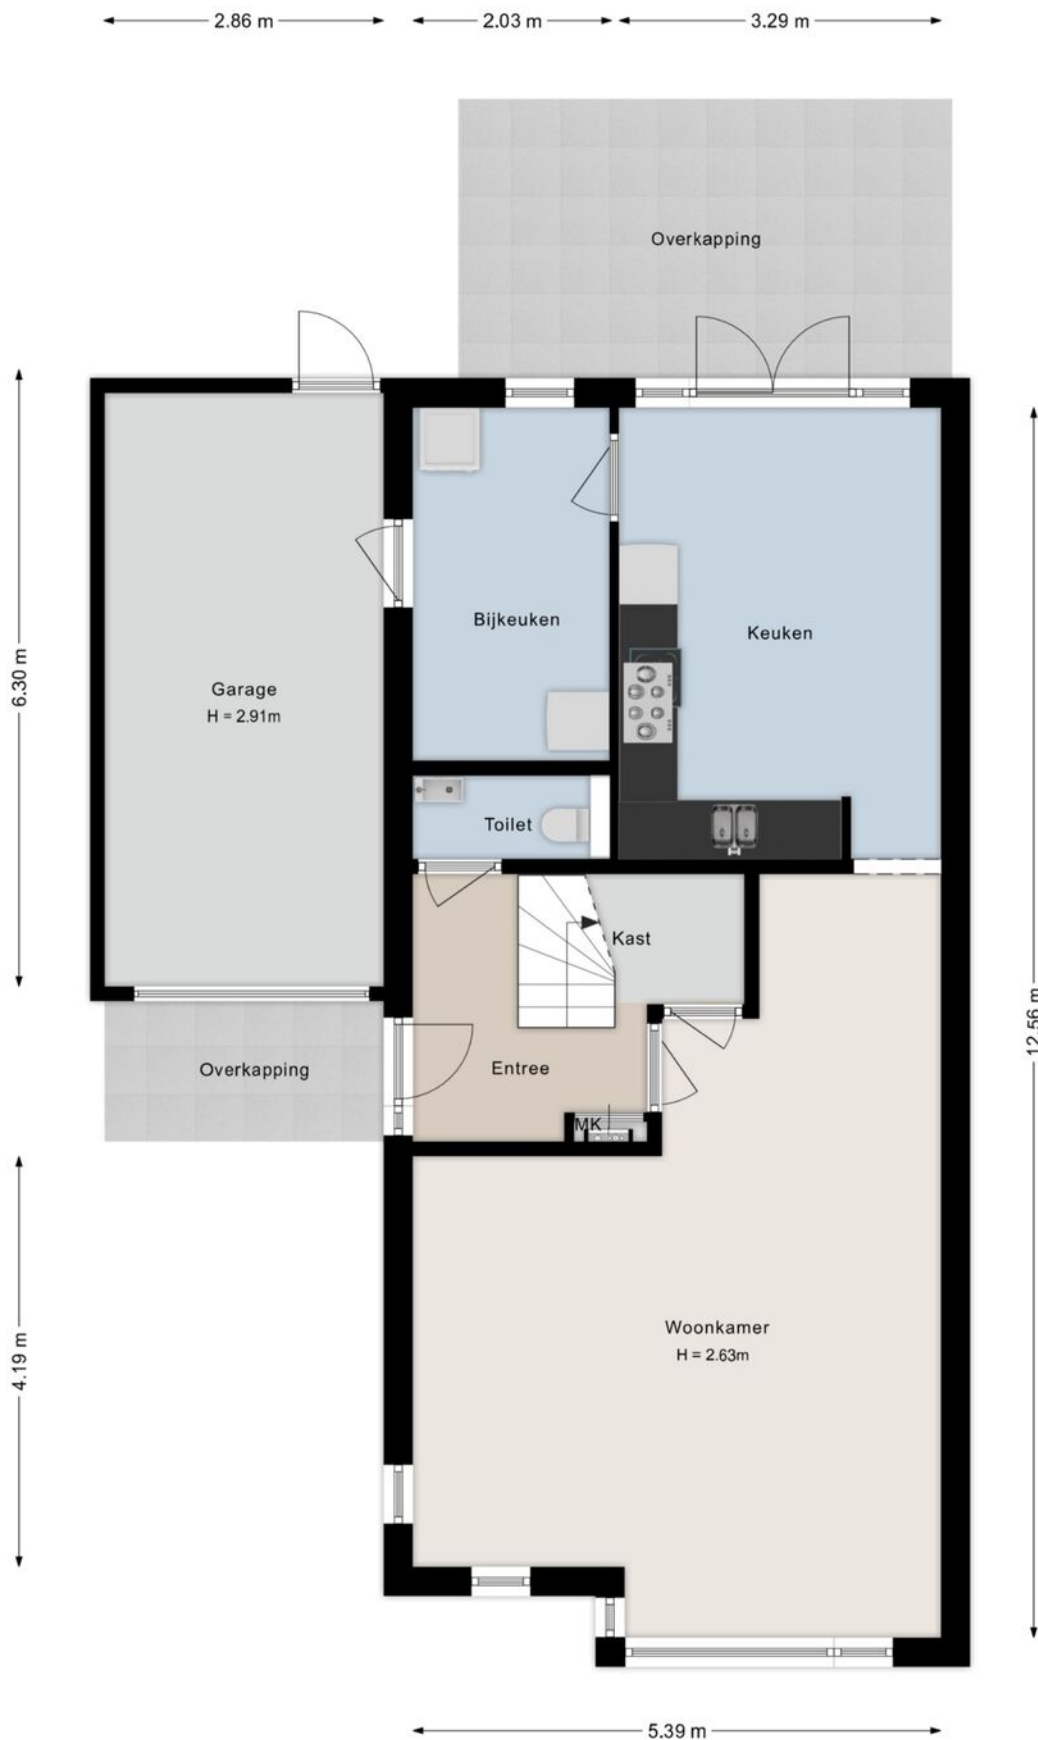 2.86 m
2.03 m
3.29 m
Overkapping
Bijkeuken
Keuken
6.30 m
Garage
H = 2.91m
Toilet
Kast
12.56 m
Overkapping
Entree
MK
4.19 m
Woonkamer
H = 2.63m
5.39 m